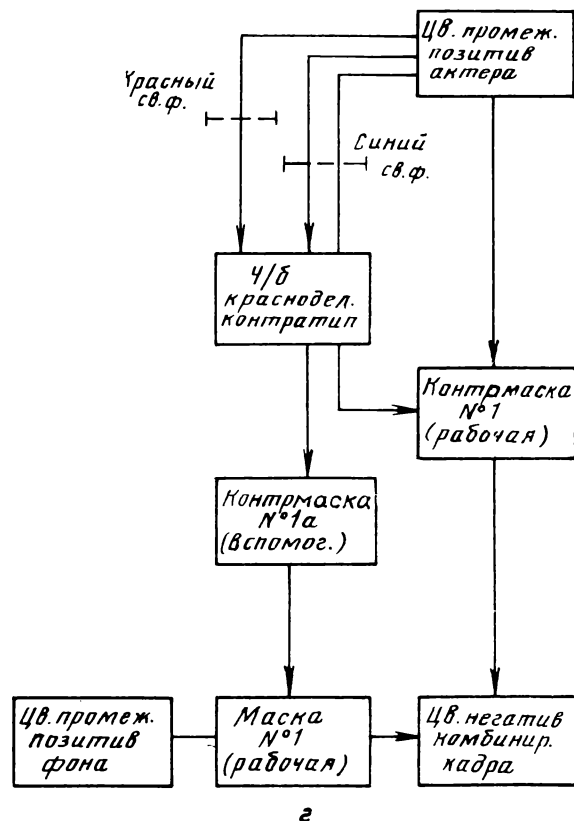 Цв. промеж.
позитив
актера
Красный
св.ф.
Синий
св.ф.
Ч/б
краснодел.
контратип
Контрмаска
№1
(рабочая)
Контрмаска
№1а
(вспомог.)
Цв. промеж.
позитив
фона
Маска
№1
(рабочая)
Цв. негатив
комбинир.
кадра
г